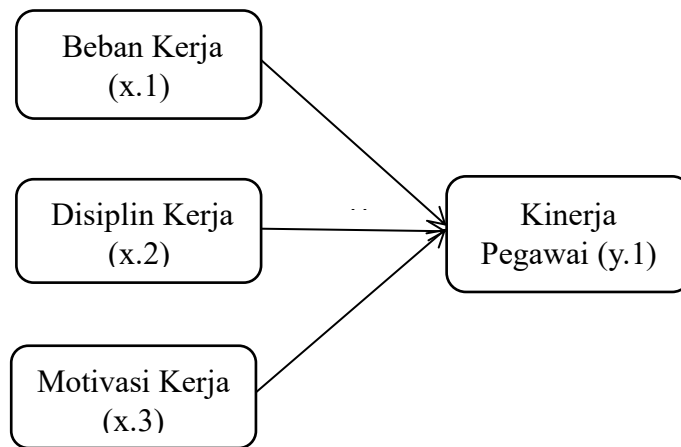 Beban Kerja
(x.1)
Disiplin Kerja
(x.2)
Kinerja
Pegawai (y.1)
Motivasi Kerja
(x.3)